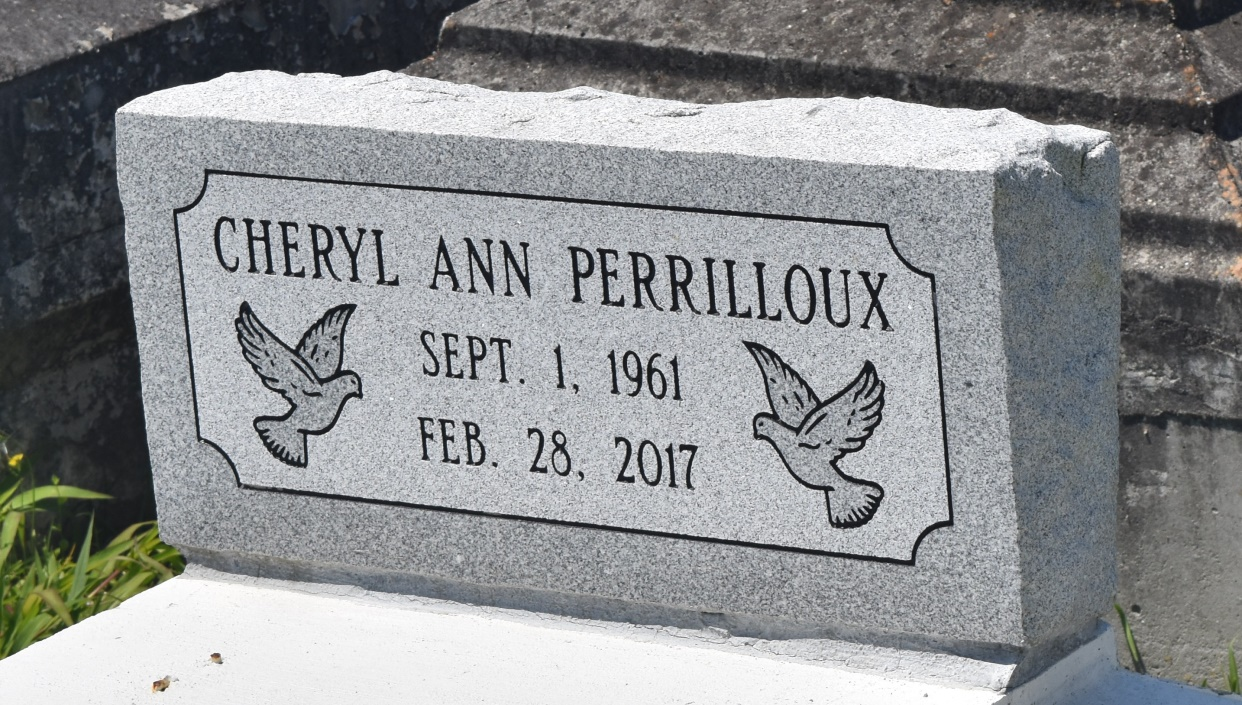 CHERYL ANN PERRILLOUX
SEPT. 1, 1961
FEB. 28, 2017